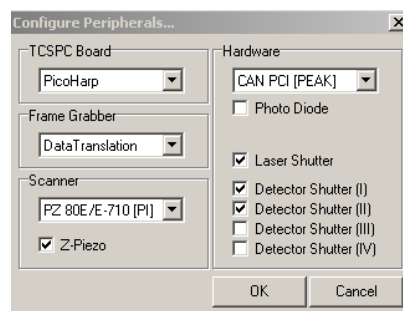 Configure Peripherals...
TCSPC Board
PicoHarp
Frame Grabber
DataTranslation
Scanner
PZ 80E/E-710 [PI]
Z-Piezo
Hardware
CAN PCI [PEAK]
Photo Diode
Laser Shutter
Detector Shutter (I)
Detector Shutter (II)
Detector Shutter (III)
Detector Shutter (IV)
OK
Cancel